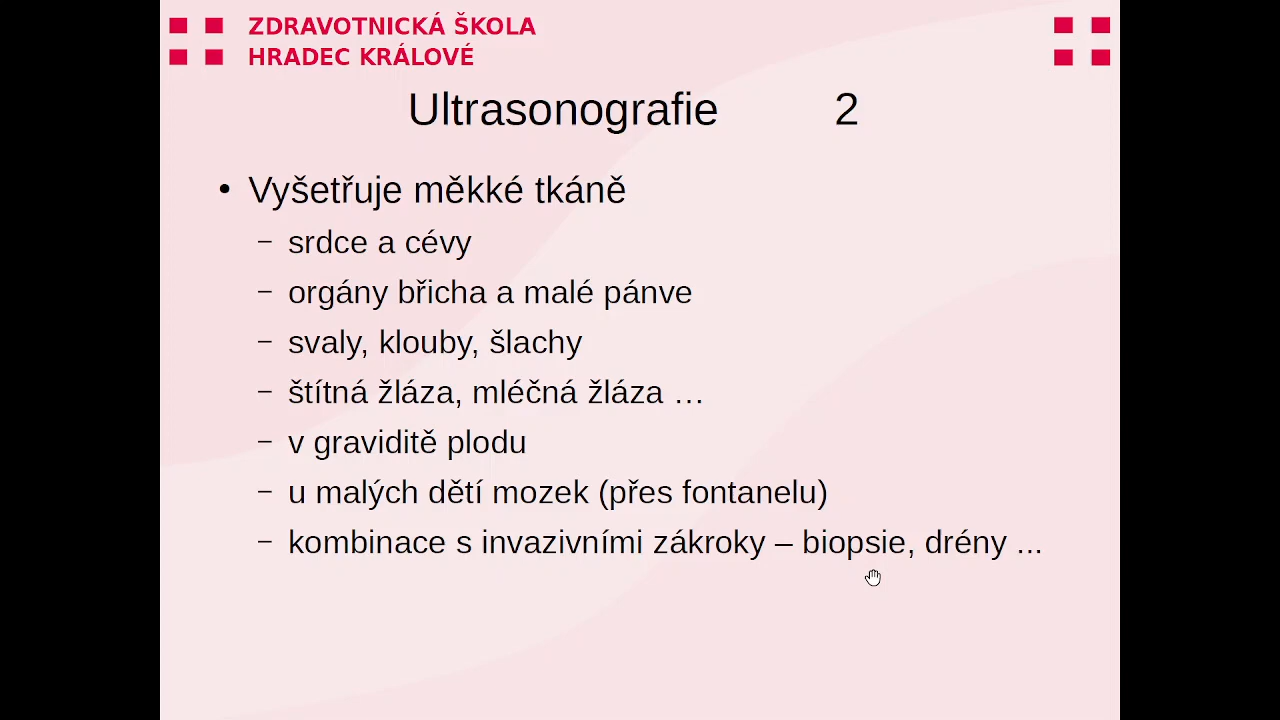 ZDRAVOTNICKÁ ŠKOLA
HRADEC KRÁLOVÉ
Ultrasonografie 2
• Vyšetřuje měkké tkáně
– srdce a cévy
– orgány břicha a malé pánve
– svaly, klouby, šlachy
– štítná žláza, mléčná žláza …
– v graviditě plodu
– u malých dětí mozek (přes fontanelu)
– kombinace s invazivními zákroky – biopsie, drény ...